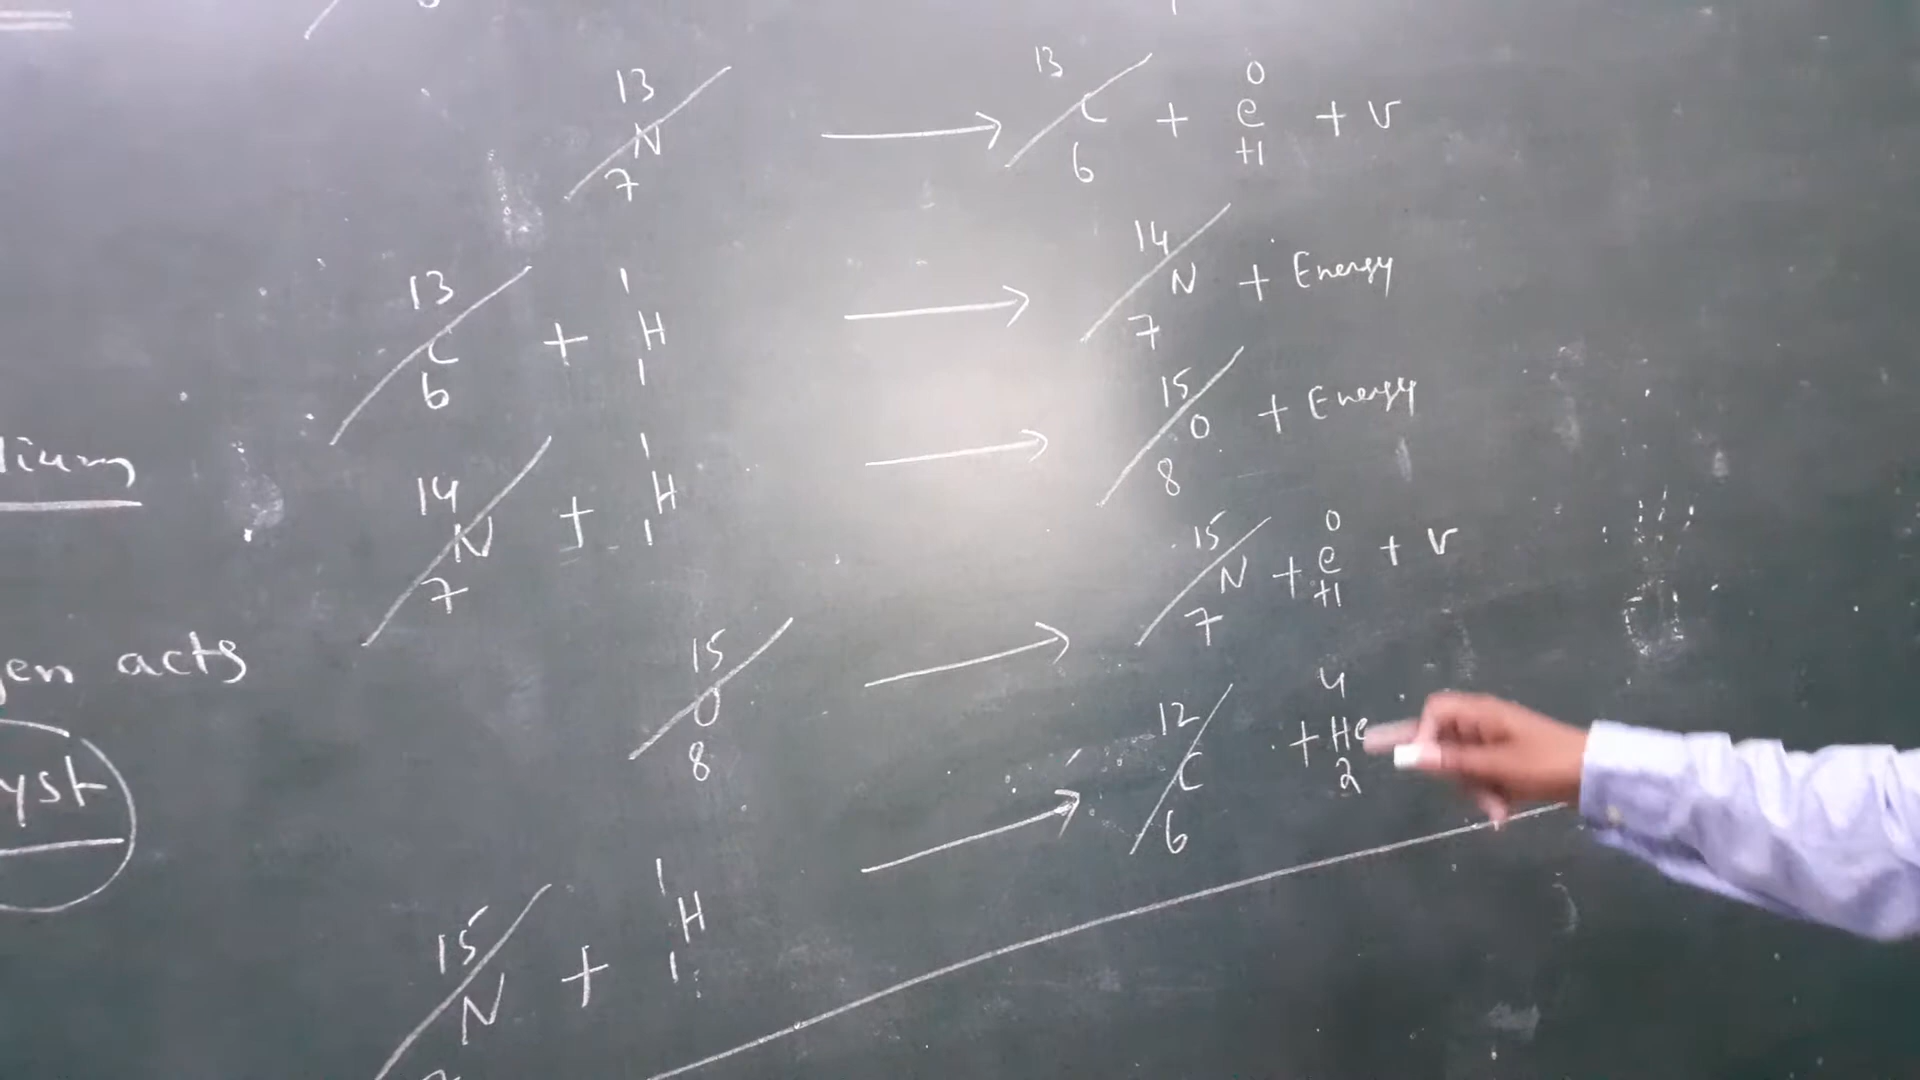 13 7 N → 13 6 C + 0 +1 e + ν
13 6 C + 1 1 H → 14 7 N + Energy
14 7 N + 1 1 H → 15 8 O + Energy
15 8 O → 15 7 N + 0 +1 e + ν
15 N + 1 1 H → 12 6 C + 4 2 He
lium
gen acts
yst